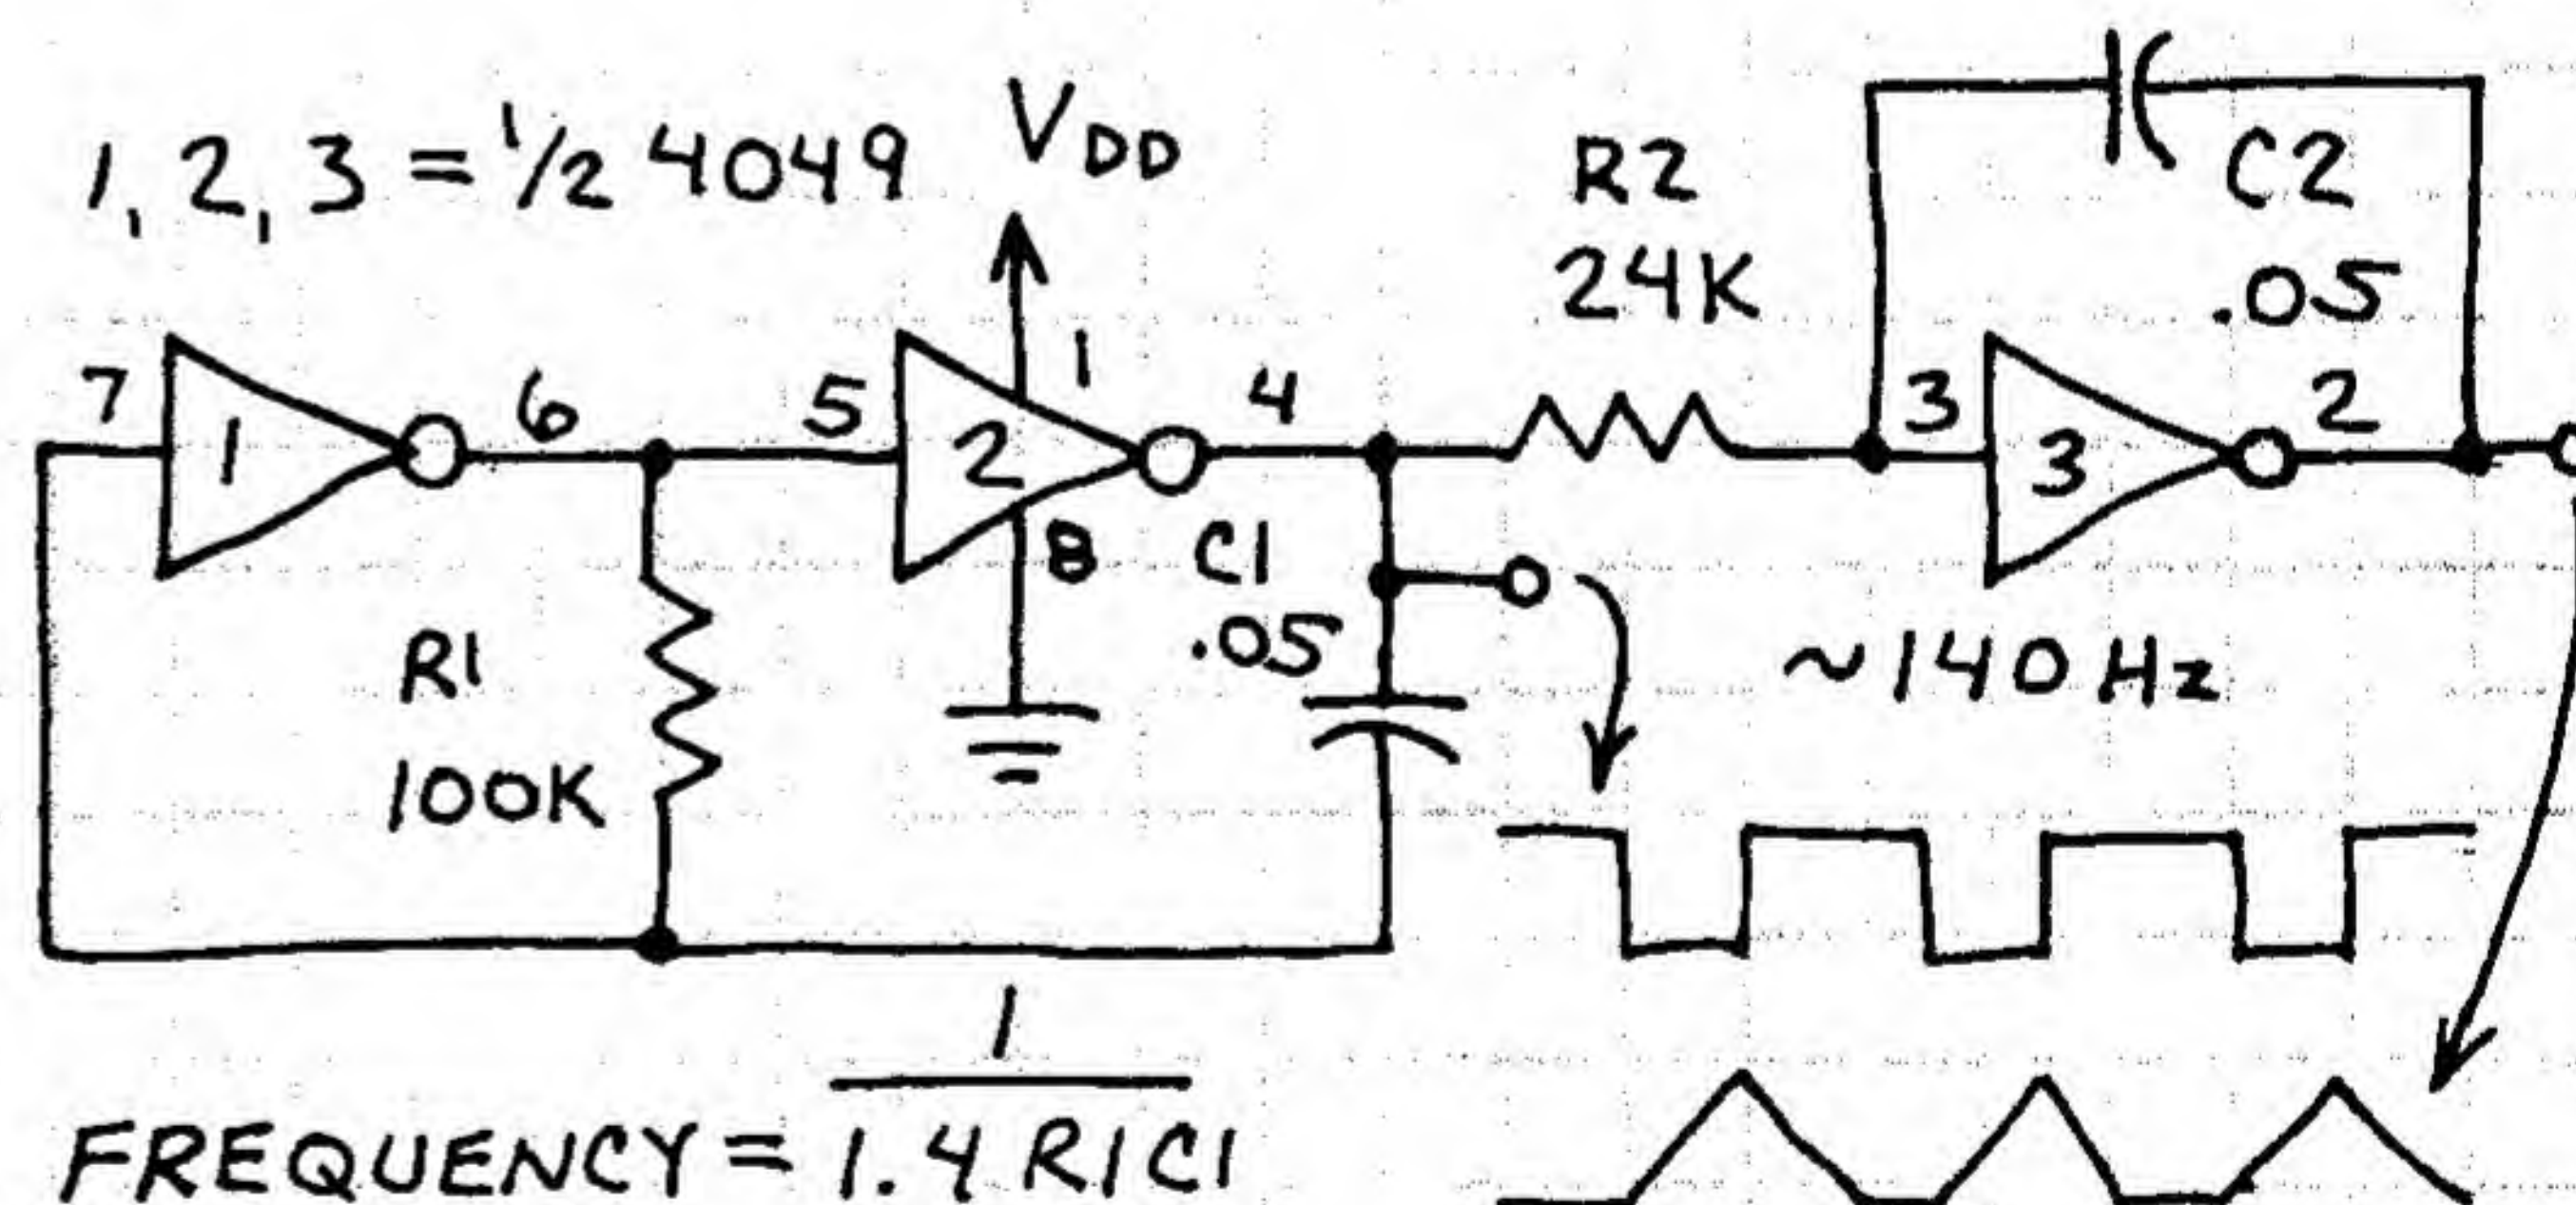 1, 2, 3 = 1/2 4049
VDD
R2
24K
C2
.05
7
1
6
5
2
1
4
3
3
2
8
C1
.05
R1
100K
~140 Hz
1
FREQUENCY = 1.4 R1C1